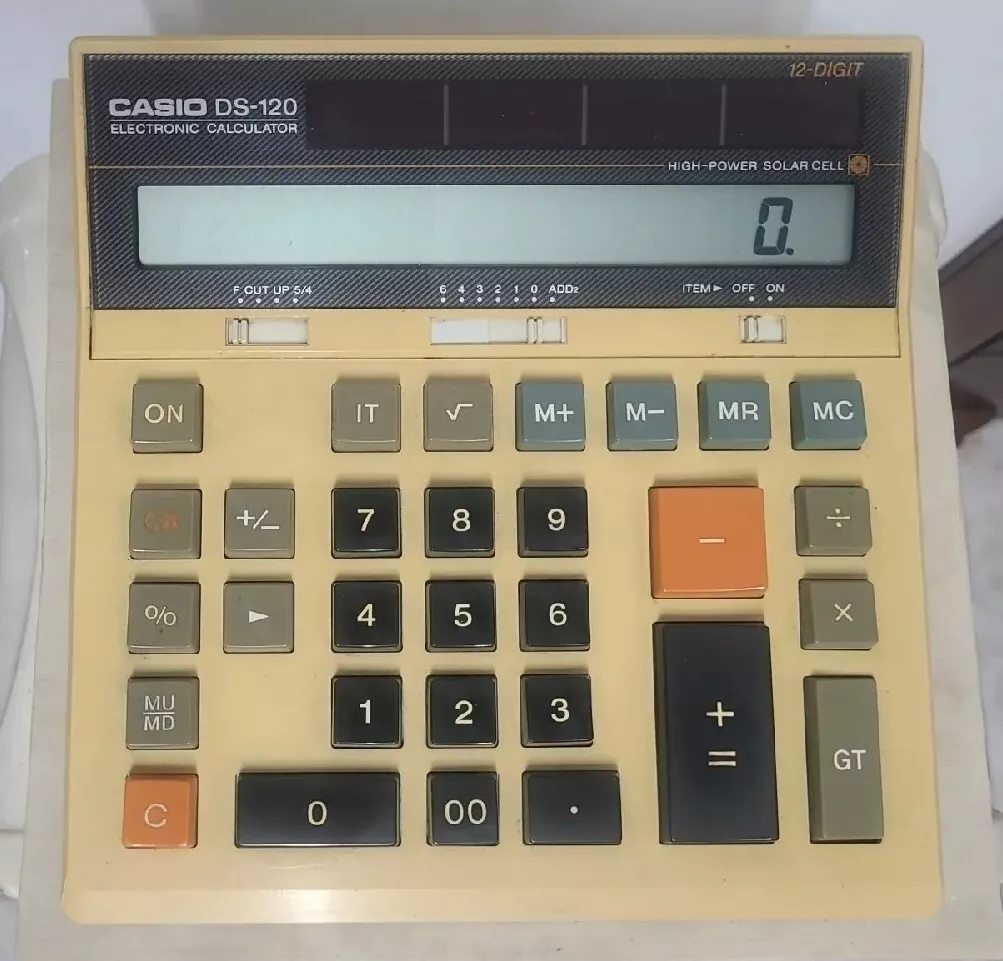 12-DIGIT
CASIO DS-120
ELECTRONIC CALCULATOR
HIGH-POWER SOLAR CELL
0.
F CUT UP 5/4 6 4 3 2 1 0 ADD₂ ITEM► OFF ON
ON IT √ M+ M− MR MC
CA +/− 7 8 9 − ÷
% ► 4 5 6 ×
MU
MD
1 2 3 +
=
GT
C 0 00 ·